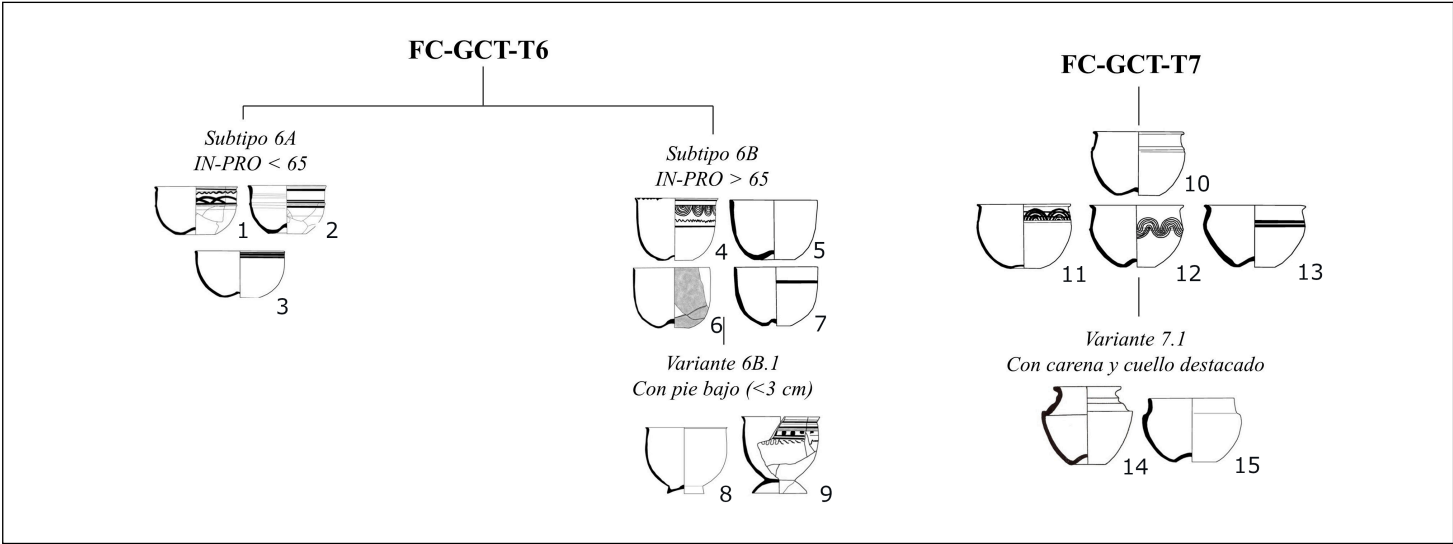 FC-GCT-T6
Subtipo 6A
IN-PRO < 65
1
2
3
Subtipo 6B
IN-PRO > 65
4
5
6
7
Variante 6B.1
Con pie bajo (<3 cm)
8
9
FC-GCT-T7
10
11
12
13
Variante 7.1
Con carena y cuello destacado
14
15